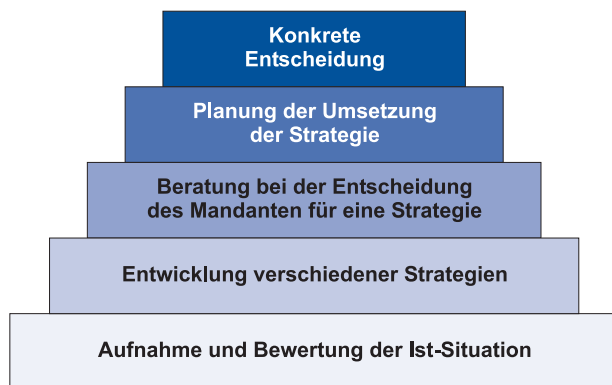 Konkrete
Entscheidung
Planung der Umsetzung
der Strategie
Beratung bei der Entscheidung
des Mandanten für eine Strategie
Entwicklung verschiedener Strategien
Aufnahme und Bewertung der Ist-Situation